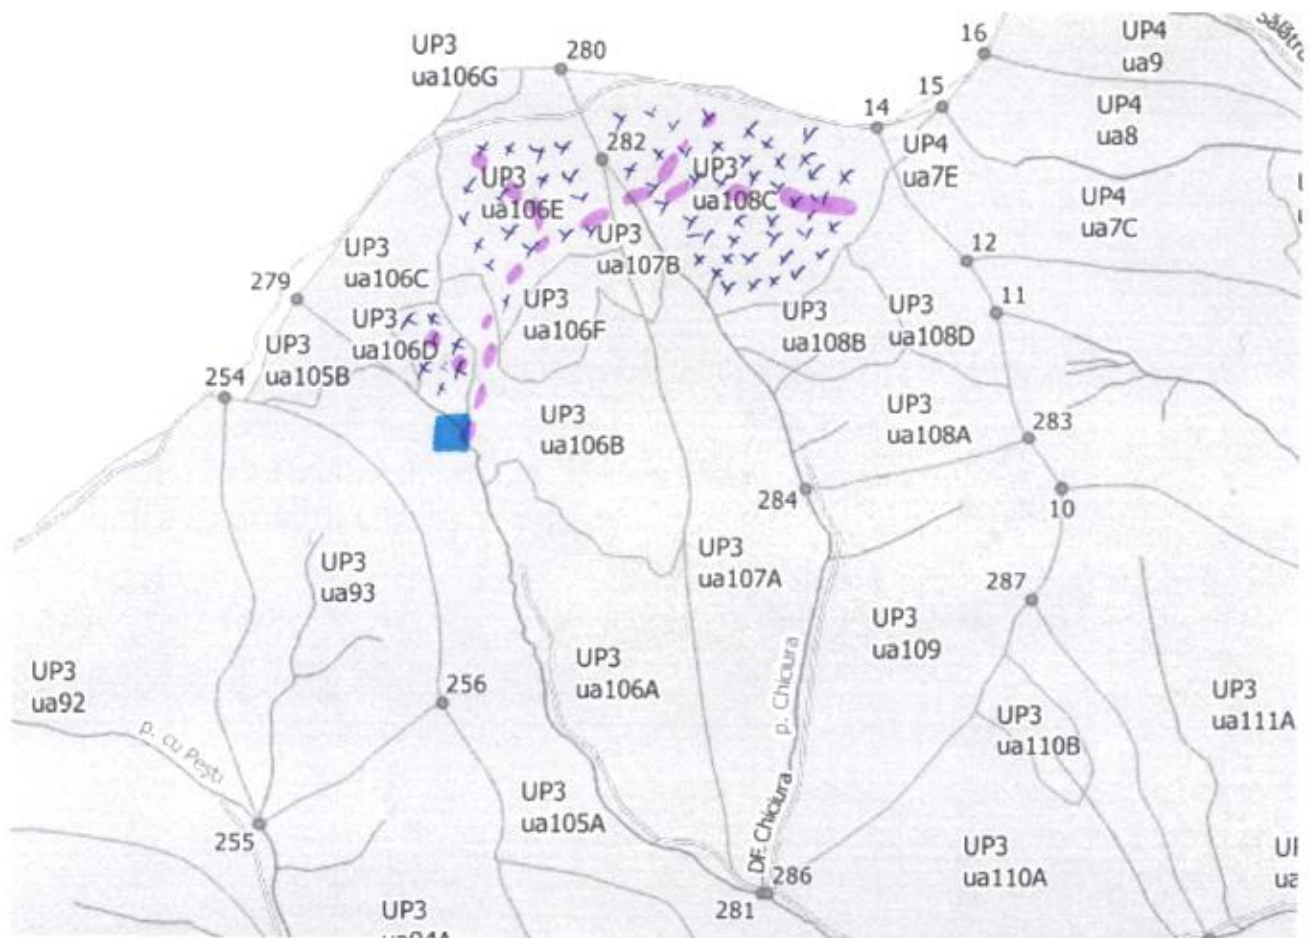 UP3
ua106G
280
16
15
14
UP4
ua9
UP4
ua8
282
UP4
ua7E
UP3
ua106E
UP3
ua108C
UP4
ua7C
UP3
ua107B
12
UP3
ua106C
279
11
UP3
ua106F
UP3
ua108B
UP3
ua108D
UP3
ua106D
UP3
ua105B
254
UP3
ua106B
UP3
ua108A
283
284
10
UP3
ua107A
UP3
ua93
287
UP3
ua109
UP3
ua92
UP3
ua106A
p. Chiciura
256
UP3
ua111A
UP3
ua110B
p. cu Pești
UP3
ua105A
DF. Chiciura
255
286
UP3
ua110A
281
UP3
ua94A